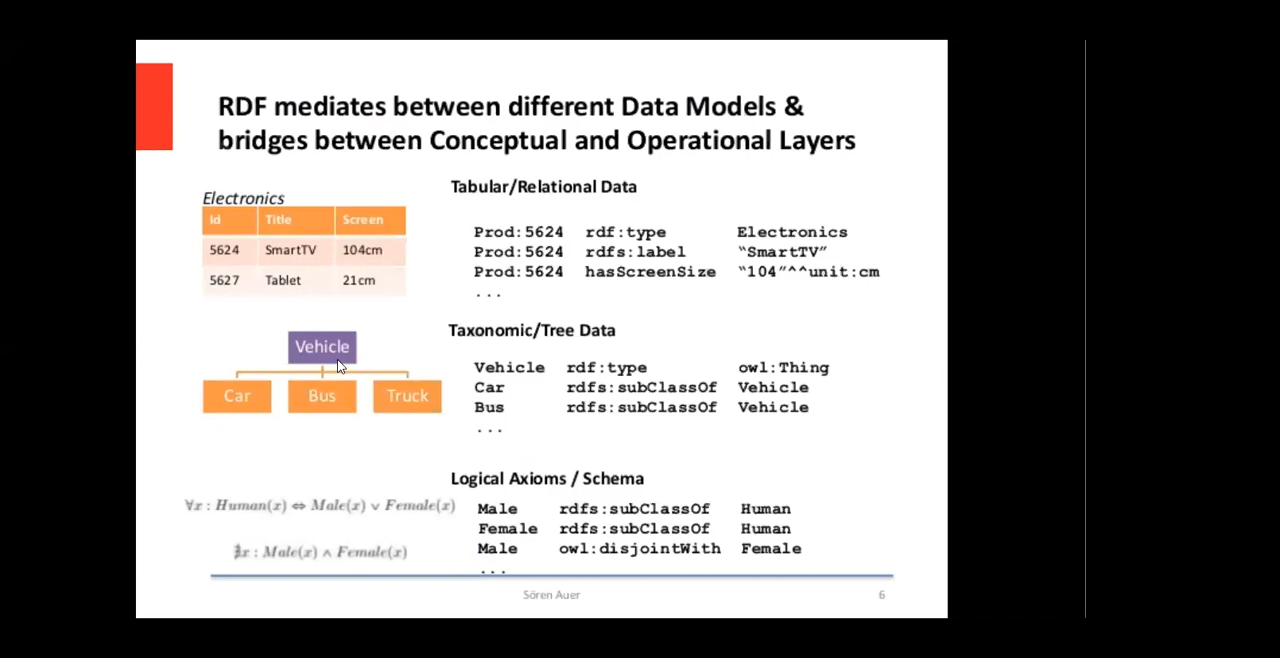 RDF mediates between different Data Models &
bridges between Conceptual and Operational Layers
Electronics
Id Title Screen
5624 SmartTV 104cm
5627 Tablet 21cm
Tabular/Relational Data
Prod:5624 rdf:type Electronics
Prod:5624 rdfs:label “SmartTV”
Prod:5624 hasScreenSize “104”^^unit:cm
...
Vehicle
Car Bus Truck
Taxonomic/Tree Data
Vehicle rdf:type owl:Thing
Car rdfs:subClassOf Vehicle
Bus rdfs:subClassOf Vehicle
...
∀x : Human(x) ⇔ Male(x) ∨ Female(x)
∄x : Male(x) ∧ Female(x)
Logical Axioms / Schema
Male rdfs:subClassOf Human
Female rdfs:subClassOf Human
Male owl:disjointWith Female
...
Sören Auer 6